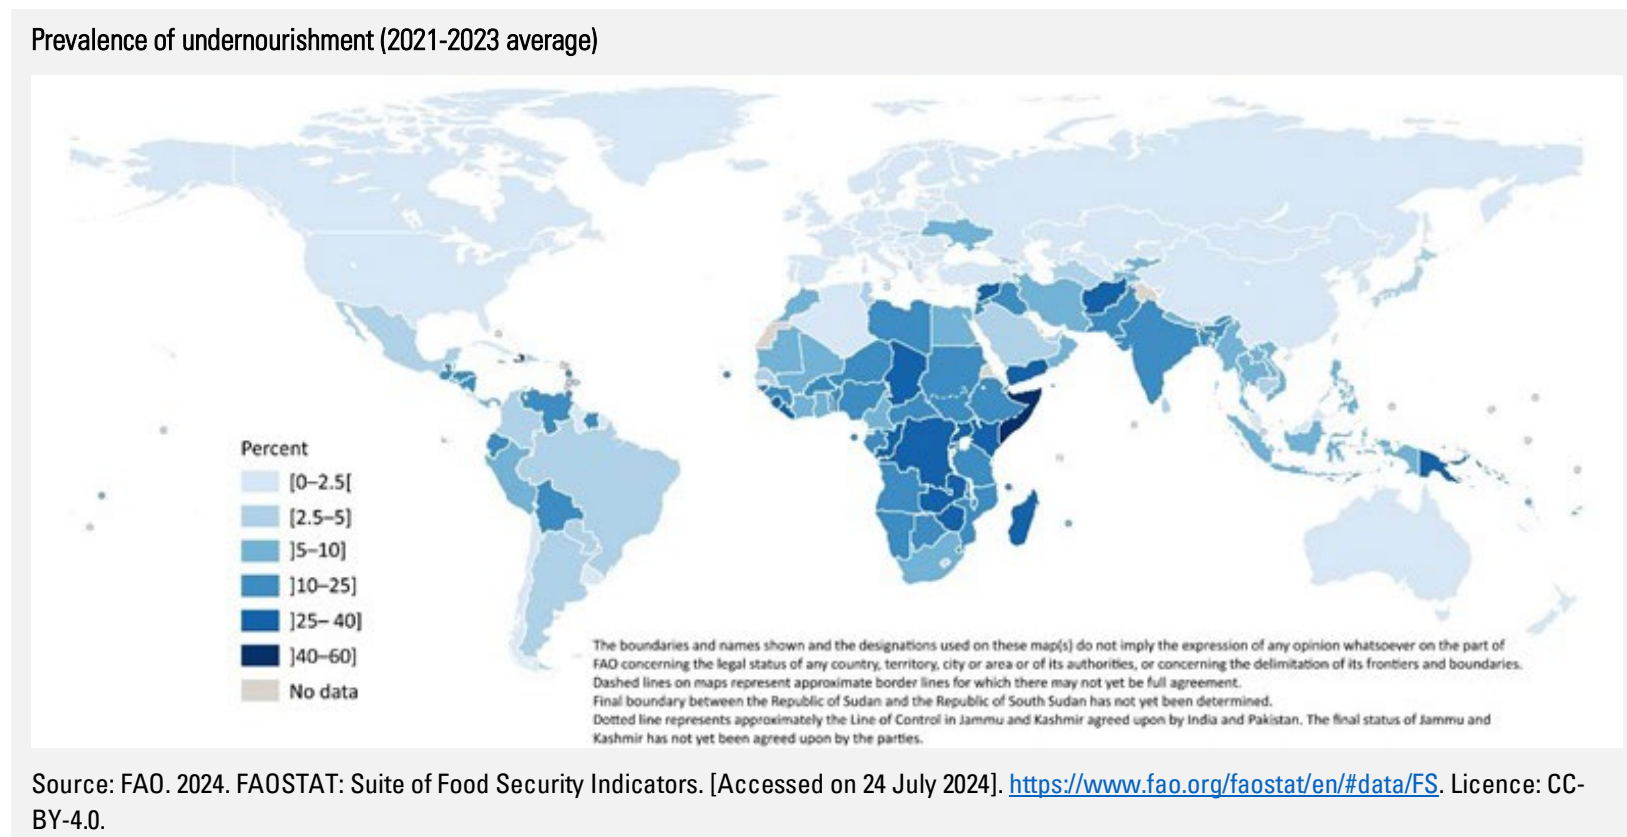 Prevalence of undernourishment (2021-2023 average)
Percent
[0–2.5[
[2.5–5]
]5–10]
]10–25]
]25– 40]
]40–60]
No data
The boundaries and names shown and the designations used on these map(s) do not imply the expression of any opinion whatsoever on the part of
FAO concerning the legal status of any country, territory, city or area or of its authorities, or concerning the delimitation of its frontiers and boundaries.
Dashed lines on maps represent approximate border lines for which there may not yet be full agreement.
Final boundary between the Republic of Sudan and the Republic of South Sudan has not yet been determined.
Dotted line represents approximately the Line of Control in Jammu and Kashmir agreed upon by India and Pakistan. The final status of Jammu and
Kashmir has not yet been agreed upon by the parties.
Source: FAO. 2024. FAOSTAT: Suite of Food Security Indicators. [Accessed on 24 July 2024]. https://www.fao.org/faostat/en/#data/FS. Licence: CC-
BY-4.0.